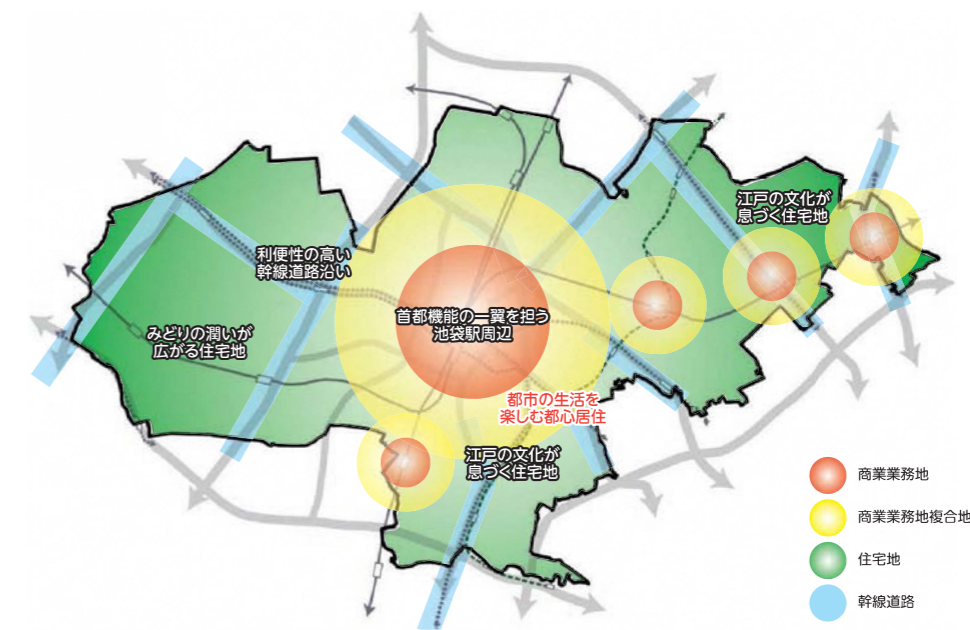 江戸の文化が
息づく住宅地
利便性の高い
幹線道路沿い
首都機能の一翼を担う
池袋駅周辺
みどりの潤いが
広がる住宅地
都市の生活を
楽しむ都心居住
江戸の文化が
息づく住宅地
商業業務地
商業業務地複合地
住宅地
幹線道路